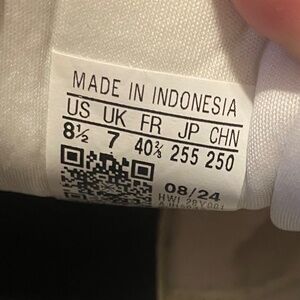 MADE IN INDONESIA
US UK FR JP CHN
8½ 7 40⅔ 255 250
08/24